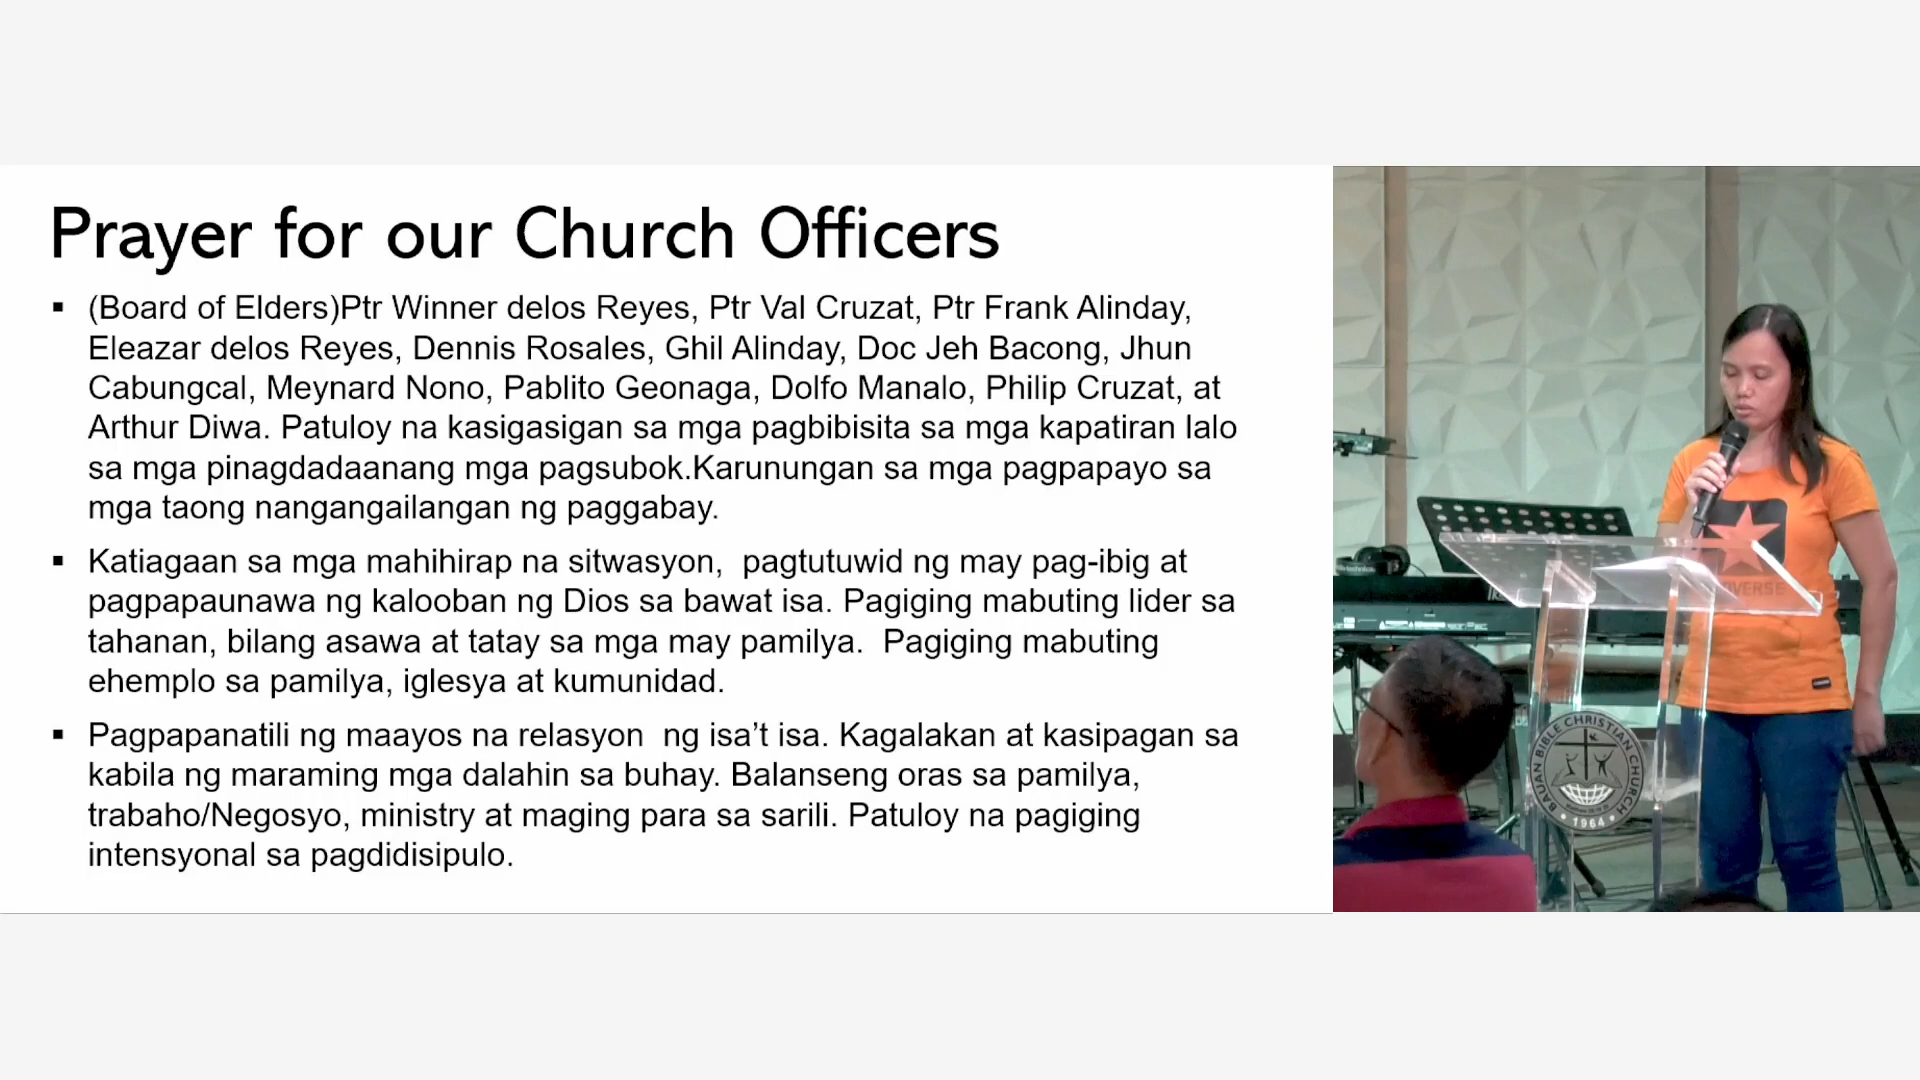 Prayer for our Church Officers
▪ (Board of Elders)Ptr Winner delos Reyes, Ptr Val Cruzat, Ptr Frank Alinday,
Eleazar delos Reyes, Dennis Rosales, Ghil Alinday, Doc Jeh Bacong, Jhun
Cabungcal, Meynard Nono, Pablito Geonaga, Dolfo Manalo, Philip Cruzat, at
Arthur Diwa. Patuloy na kasigasigan sa mga pagbibisita sa mga kapatiran lalo
sa mga pinagdadaanang mga pagsubok.Karunungan sa mga pagpapayo sa
mga taong nangangailangan ng paggabay.
▪ Katiagaan sa mga mahihirap na sitwasyon,  pagtutuwid ng may pag-ibig at
pagpapaunawa ng kalooban ng Dios sa bawat isa. Pagiging mabuting lider sa
tahanan, bilang asawa at tatay sa mga may pamilya.  Pagiging mabuting
ehemplo sa pamilya, iglesya at kumunidad.
▪ Pagpapanatili ng maayos na relasyon  ng isa’t isa. Kagalakan at kasipagan sa
kabila ng maraming mga dalahin sa buhay. Balanseng oras sa pamilya,
trabaho/Negosyo, ministry at maging para sa sarili. Patuloy na pagiging
intensyonal sa pagdidisipulo.
BAUAN BIBLE CHRISTIAN CHURCH
• 1964 •